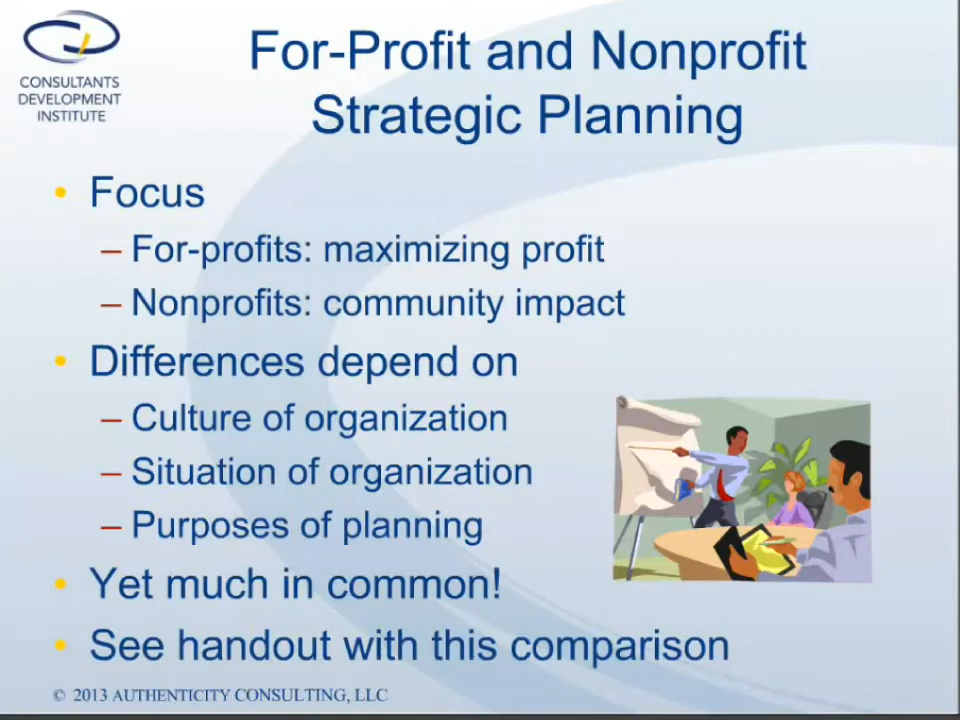 CONSULTANTS
DEVELOPMENT
INSTITUTE
For-Profit and Nonprofit
Strategic Planning
• Focus
– For-profits: maximizing profit
– Nonprofits: community impact
• Differences depend on
– Culture of organization
– Situation of organization
– Purposes of planning
• Yet much in common!
• See handout with this comparison
© 2013 AUTHENTICITY CONSULTING, LLC